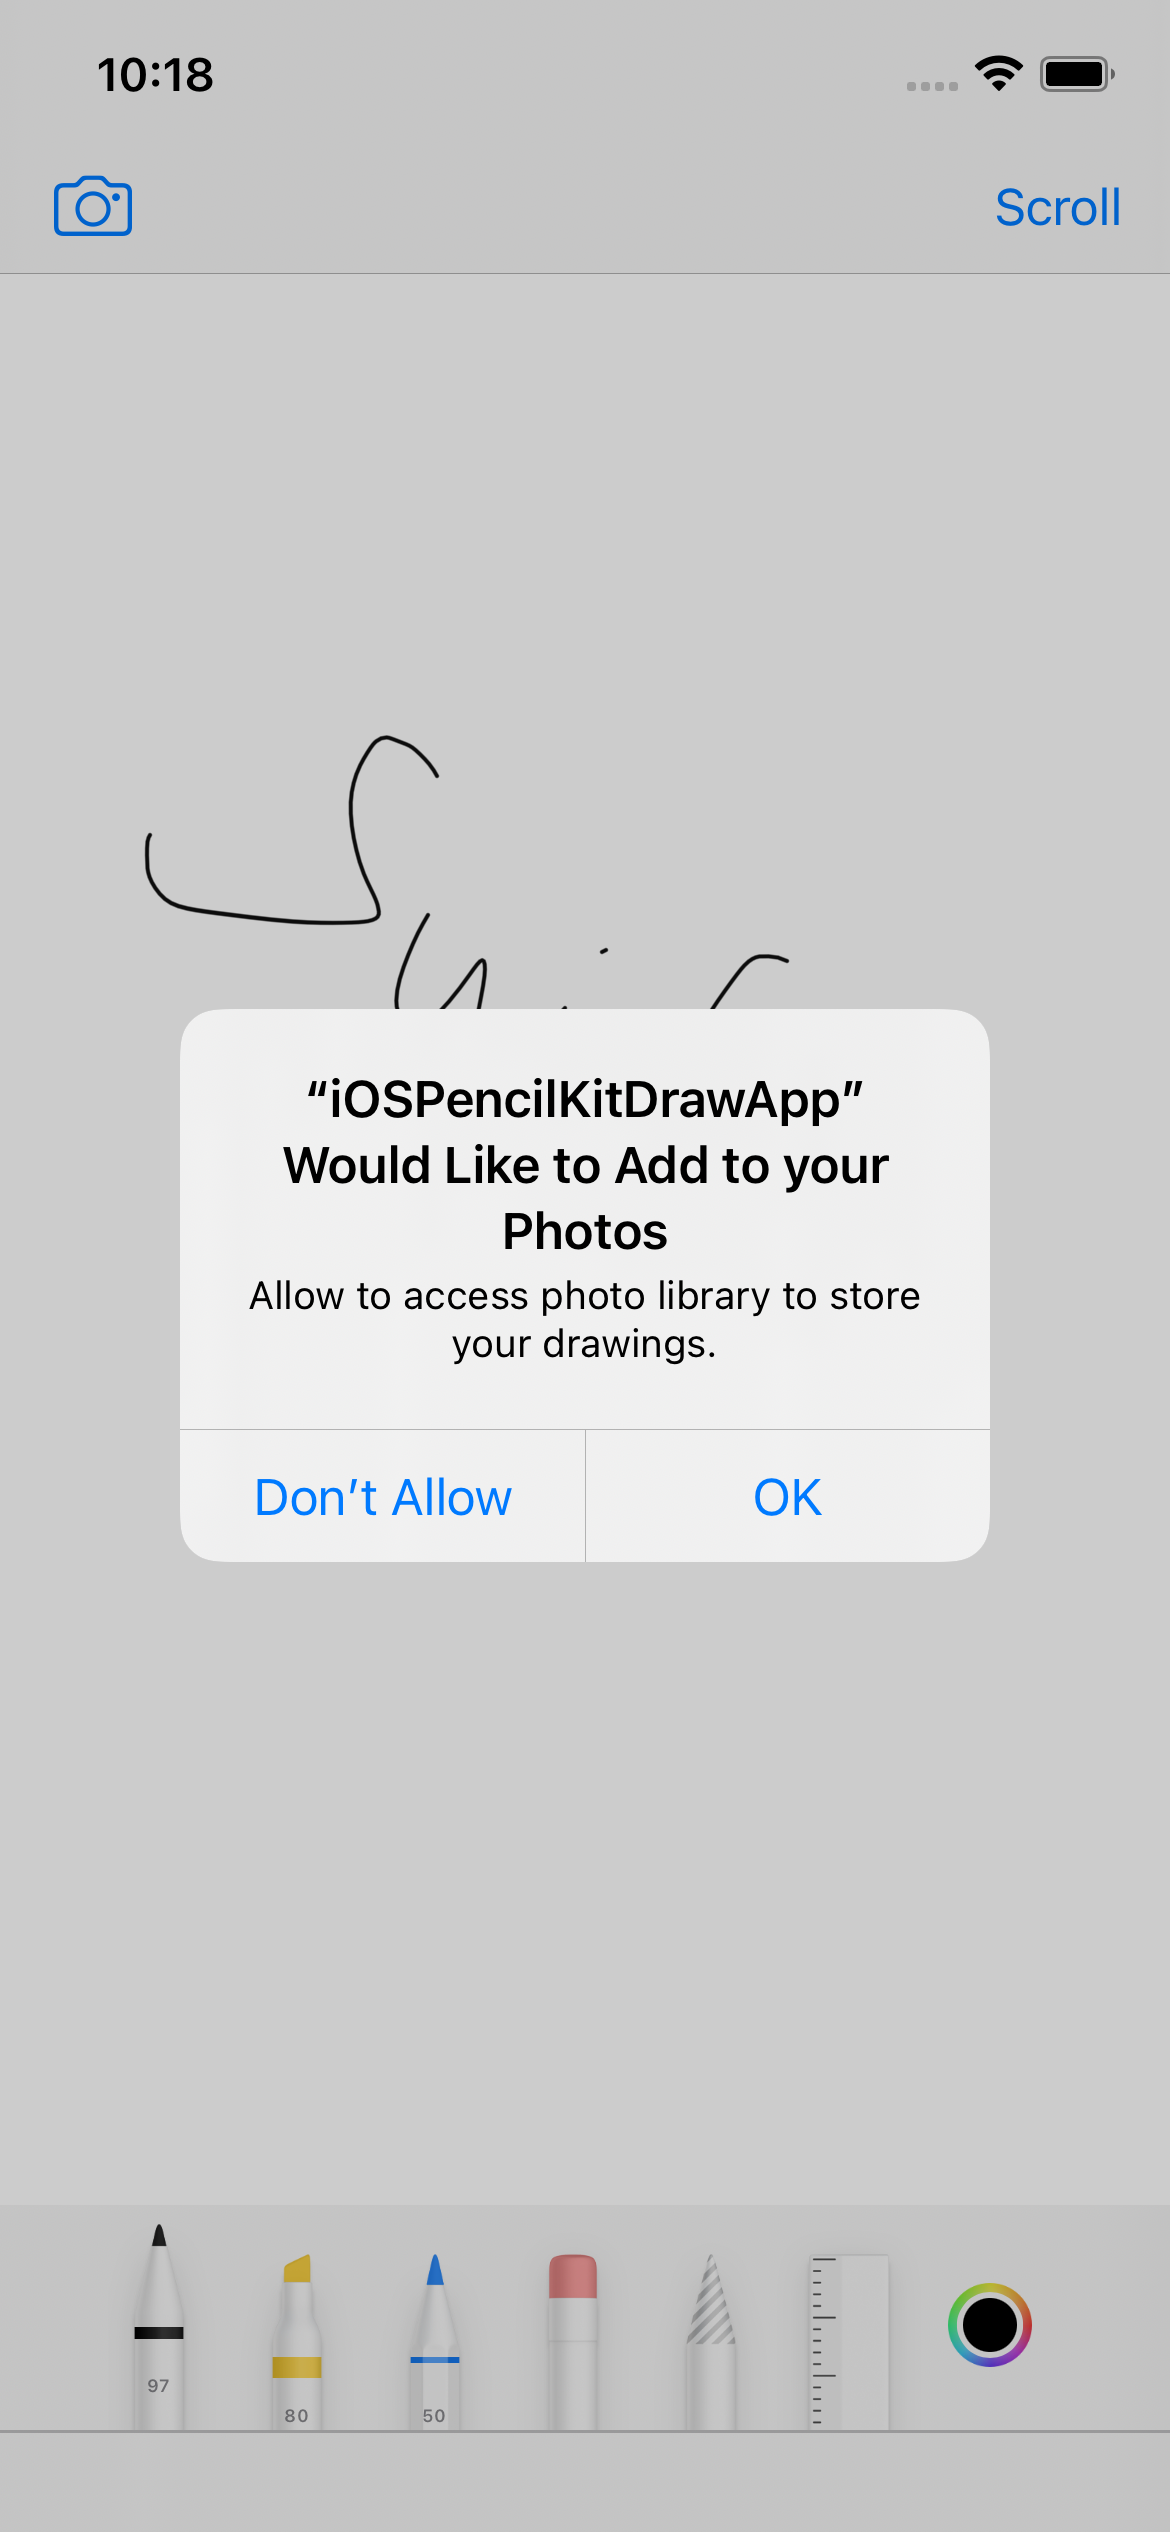 10:18
Scroll
“iOSPencilKitDrawApp”
Would Like to Add to your
Photos
Allow to access photo library to store
your drawings.
Don’t Allow
OK
97
80
50